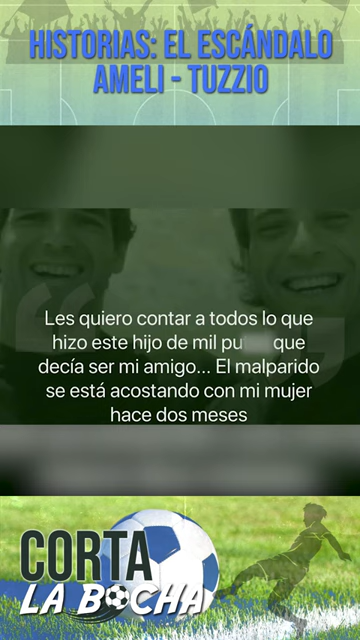 HISTORIAS: EL ESCÁNDALO
AMELI - TUZZIO
Les quiero contar a todos lo que
hizo este hijo de mil pu que
decía ser mi amigo... El malparido
se está acostando con mi mujer
hace dos meses
CORTA
LA BOCHA